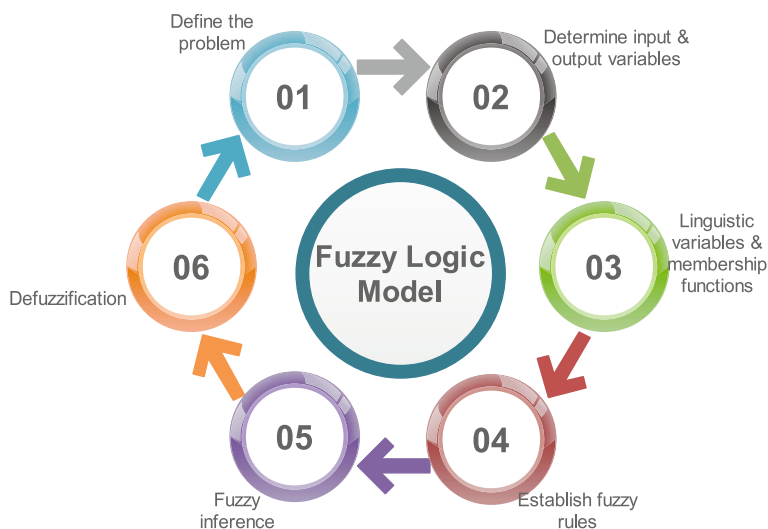 Define the
problem
01
02
Determine input &
output variables
03
Linguistic
variables &
membership
functions
Fuzzy Logic
Model
06
Defuzzification
05
Fuzzy
inference
04
Establish fuzzy
rules